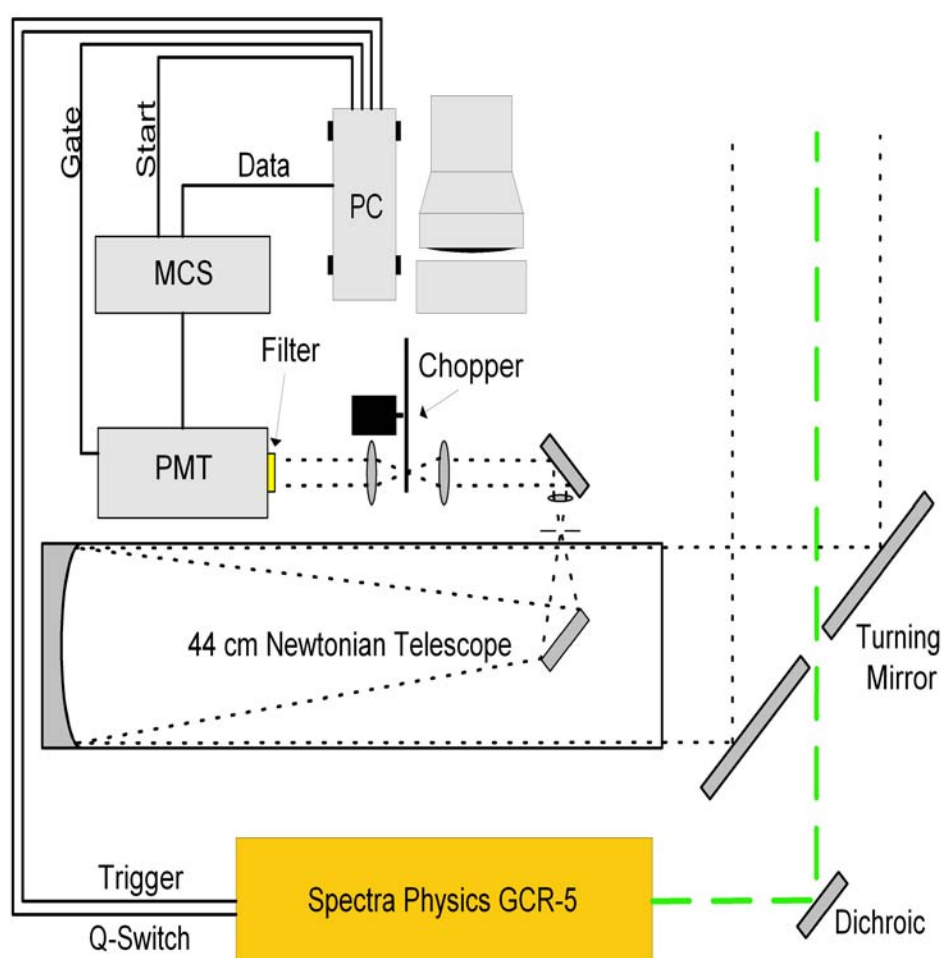 Gate
Start
Data
PC
MCS
Filter
Chopper
PMT
44 cm Newtonian Telescope
Turning
Mirror
Trigger
Spectra Physics GCR-5
Q-Switch
Dichroic